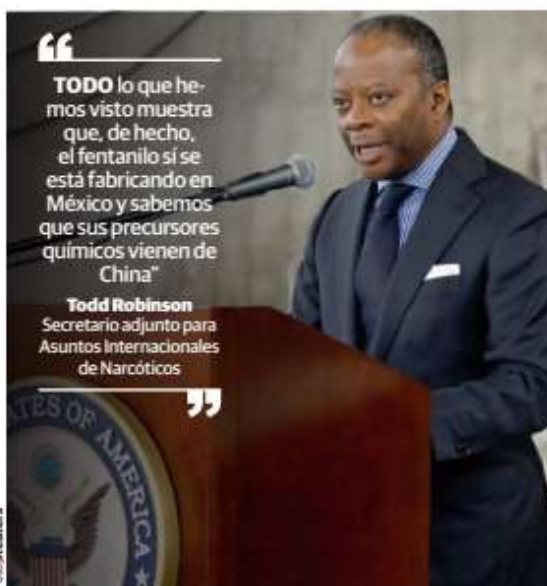 “
TODO lo que he-
mos visto muestra
que, de hecho,
el fentanilo sí se
está fabricando en
México y sabemos
que sus precursores
químicos vienen de
China”
Todd Robinson
Secretario adjunto para
Asuntos Internacionales
de Narcóticos
”
TES OF AMERICA